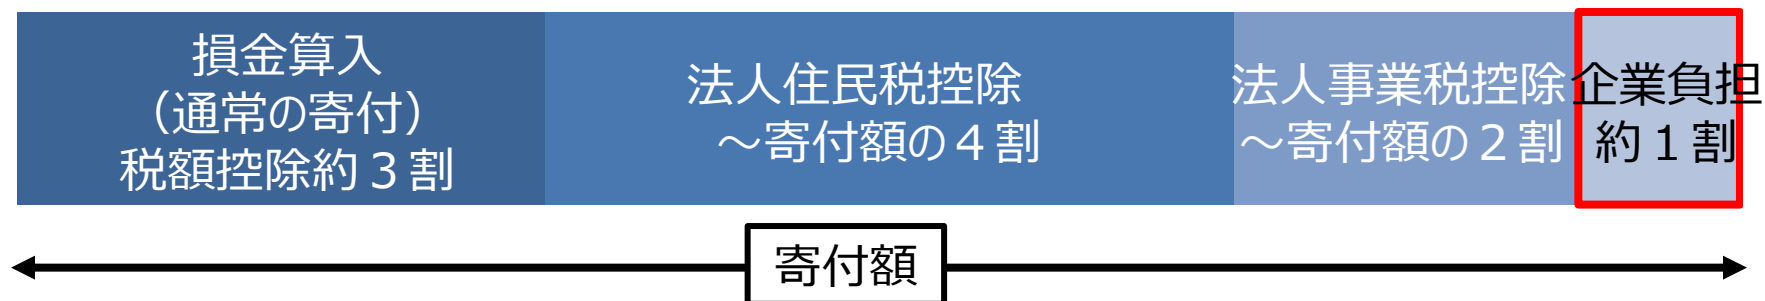 損金算入
（通常の寄付）
税額控除約３割
法人住民税控除
～寄付額の４割
法人事業税控除
～寄付額の２割
企業負担
約１割
寄付額